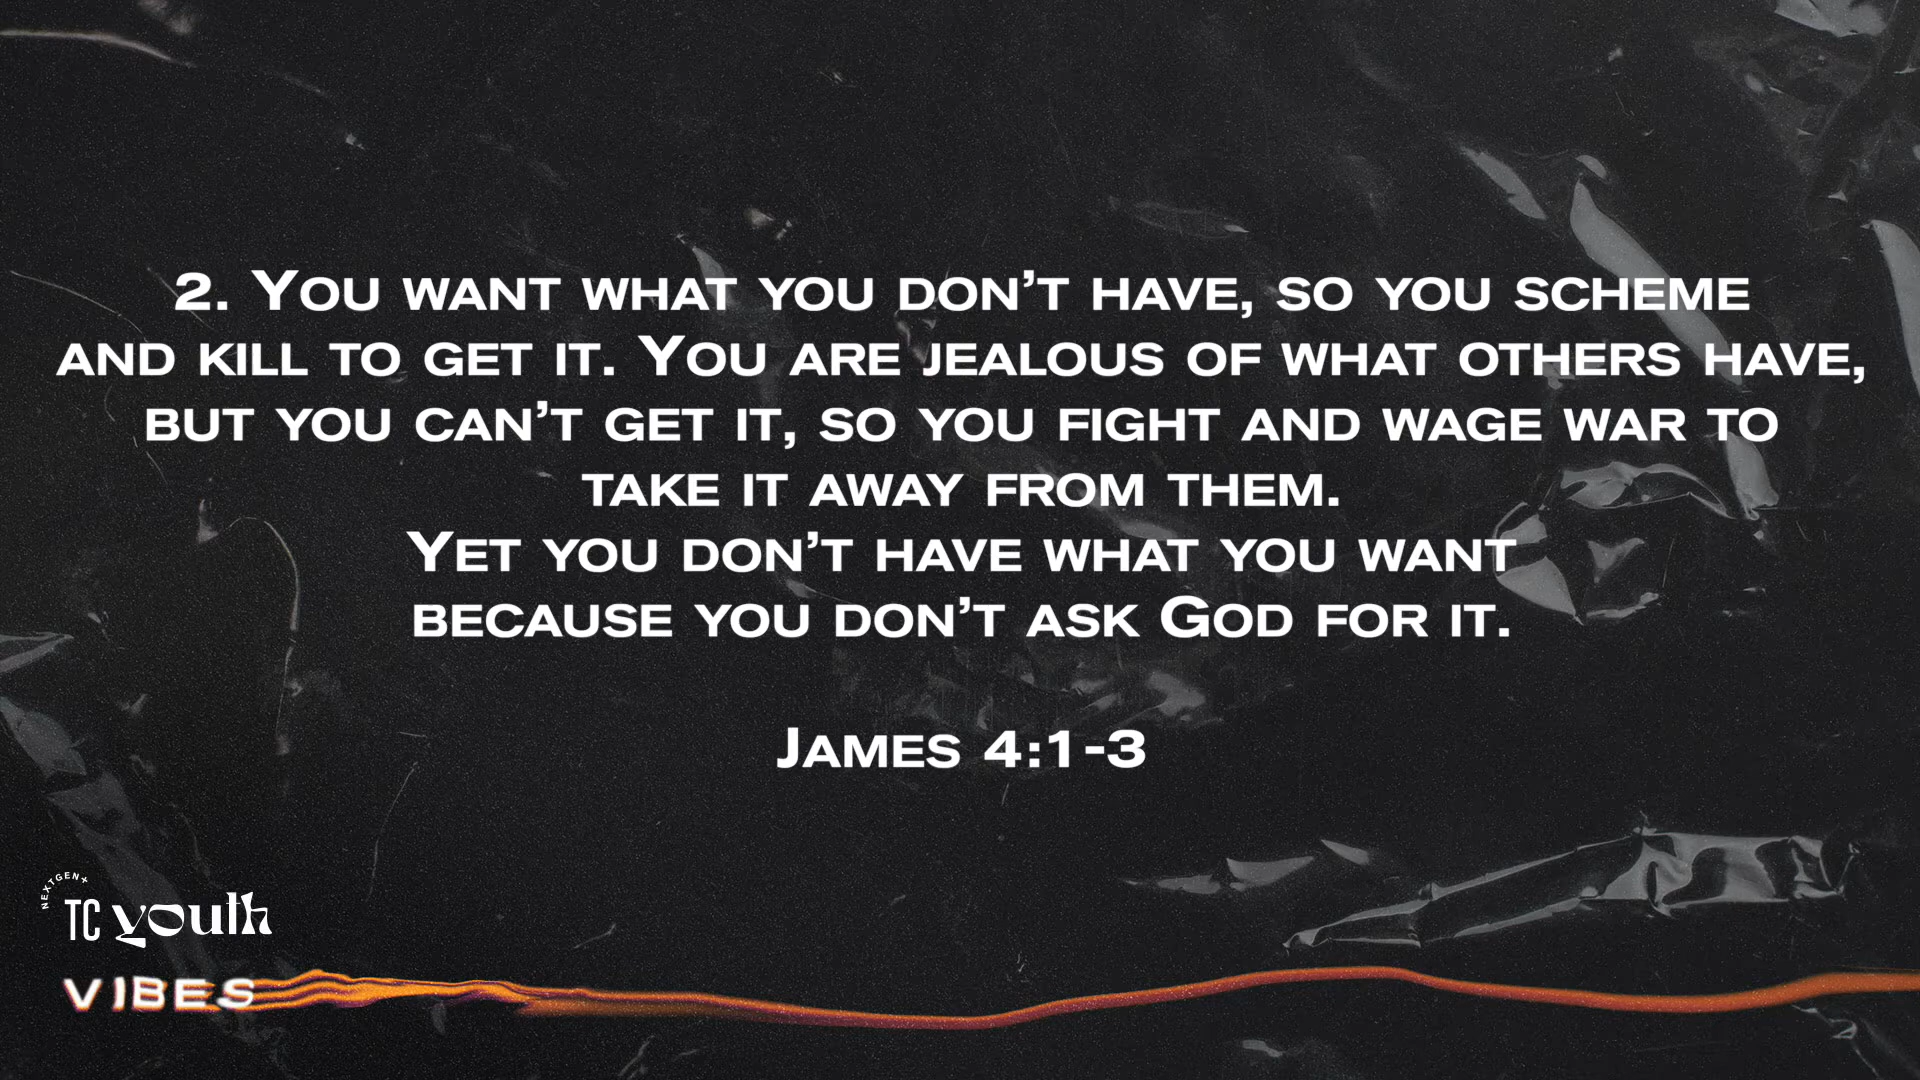 2. You want what you don’t have, so you scheme
and kill to get it. You are jealous of what others have,
but you can’t get it, so you fight and wage war to
take it away from them.
Yet you don’t have what you want
because you don’t ask God for it.
James 4:1-3
NEXTGEN+
TC youth
VIBES